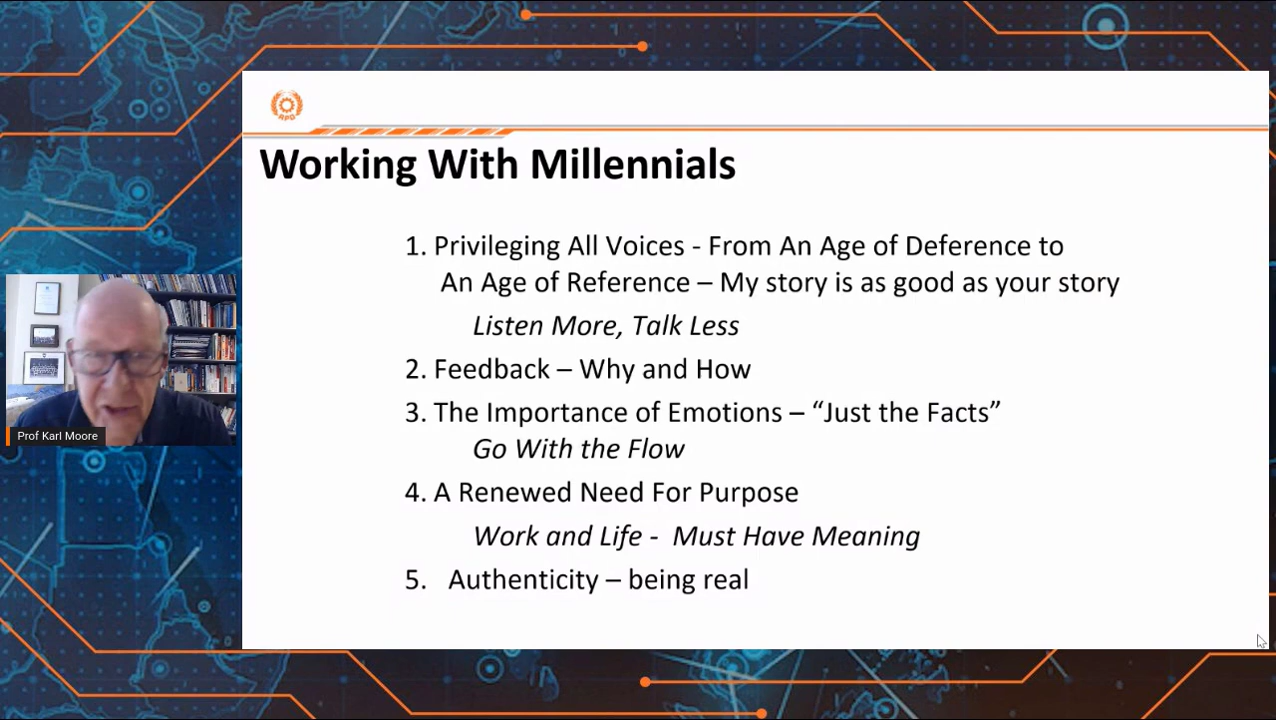 APO
Working With Millennials
1. Privileging All Voices - From An Age of Deference to
An Age of Reference – My story is as good as your story
Listen More, Talk Less
2. Feedback – Why and How
3. The Importance of Emotions – “Just the Facts”
Go With the Flow
4. A Renewed Need For Purpose
Work and Life - Must Have Meaning
5. Authenticity – being real
Prof Karl Moore